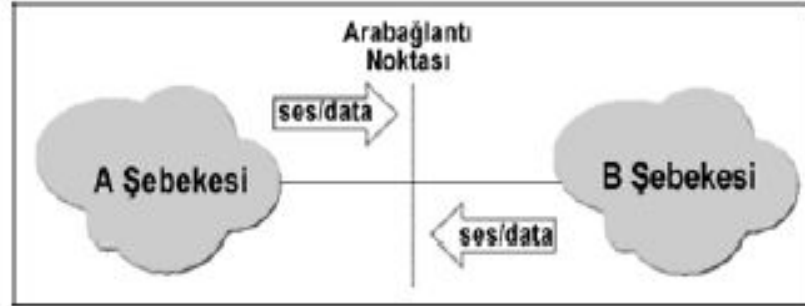 Arabağlantı
Noktası
ses/data
A Şebekesi
B Şebekesi
ses/data